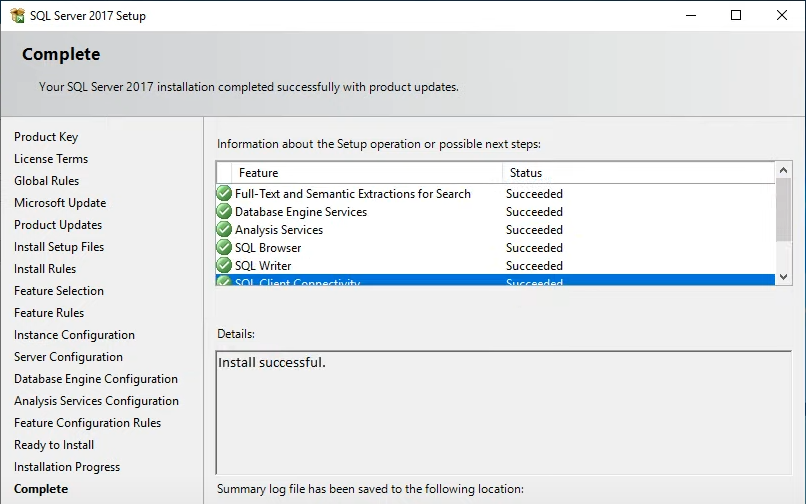 SQL Server 2017 Setup
Complete
Your SQL Server 2017 installation completed successfully with product updates.
Product Key
License Terms
Global Rules
Microsoft Update
Product Updates
Install Setup Files
Install Rules
Feature Selection
Feature Rules
Instance Configuration
Server Configuration
Database Engine Configuration
Analysis Services Configuration
Feature Configuration Rules
Ready to Install
Installation Progress
Complete
Information about the Setup operation or possible next steps:
Feature Status
Full-Text and Semantic Extractions for Search Succeeded
Database Engine Services Succeeded
Analysis Services Succeeded
SQL Browser Succeeded
SQL Writer Succeeded
SQL Client Connectivity Succeeded
Details:
Install successful.
Summary log file has been saved to the following location: